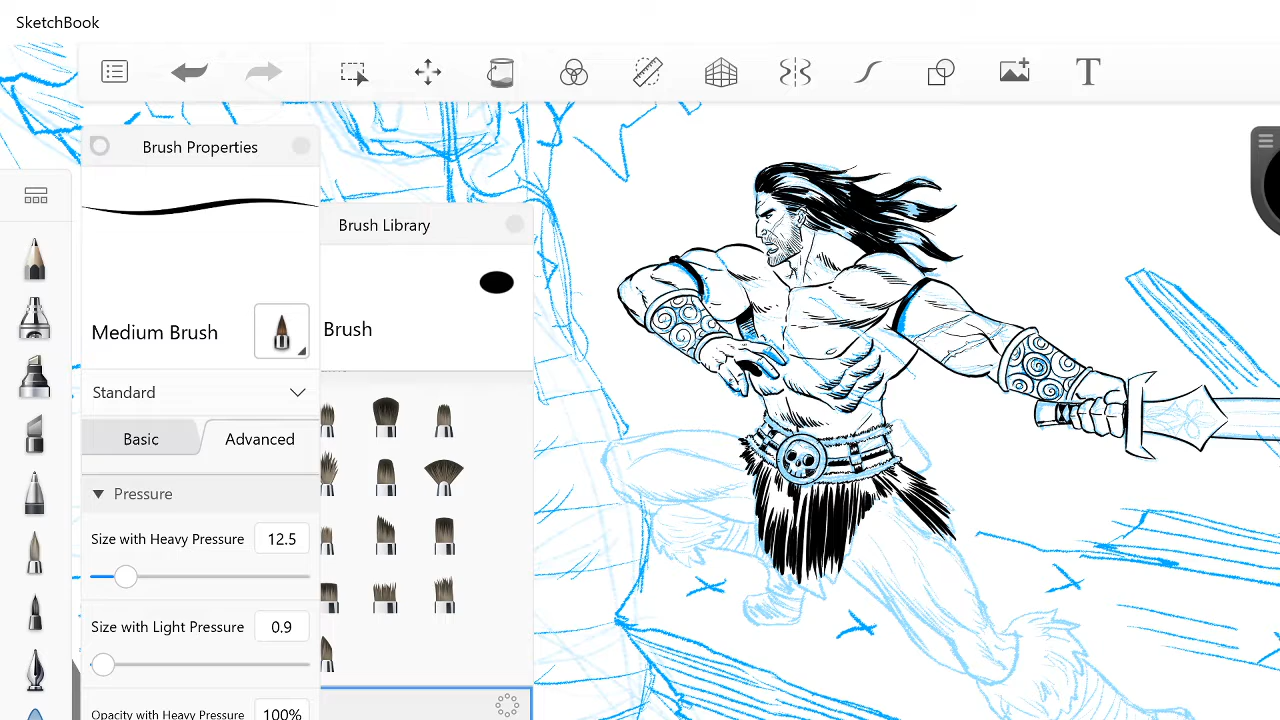 SketchBook
T
Brush Properties
Brush Library
Medium Brush
Brush
Standard
Basic
Advanced
Pressure
Size with Heavy Pressure
12.5
Size with Light Pressure
0.9
Opacity with Heavy Pressure
100%